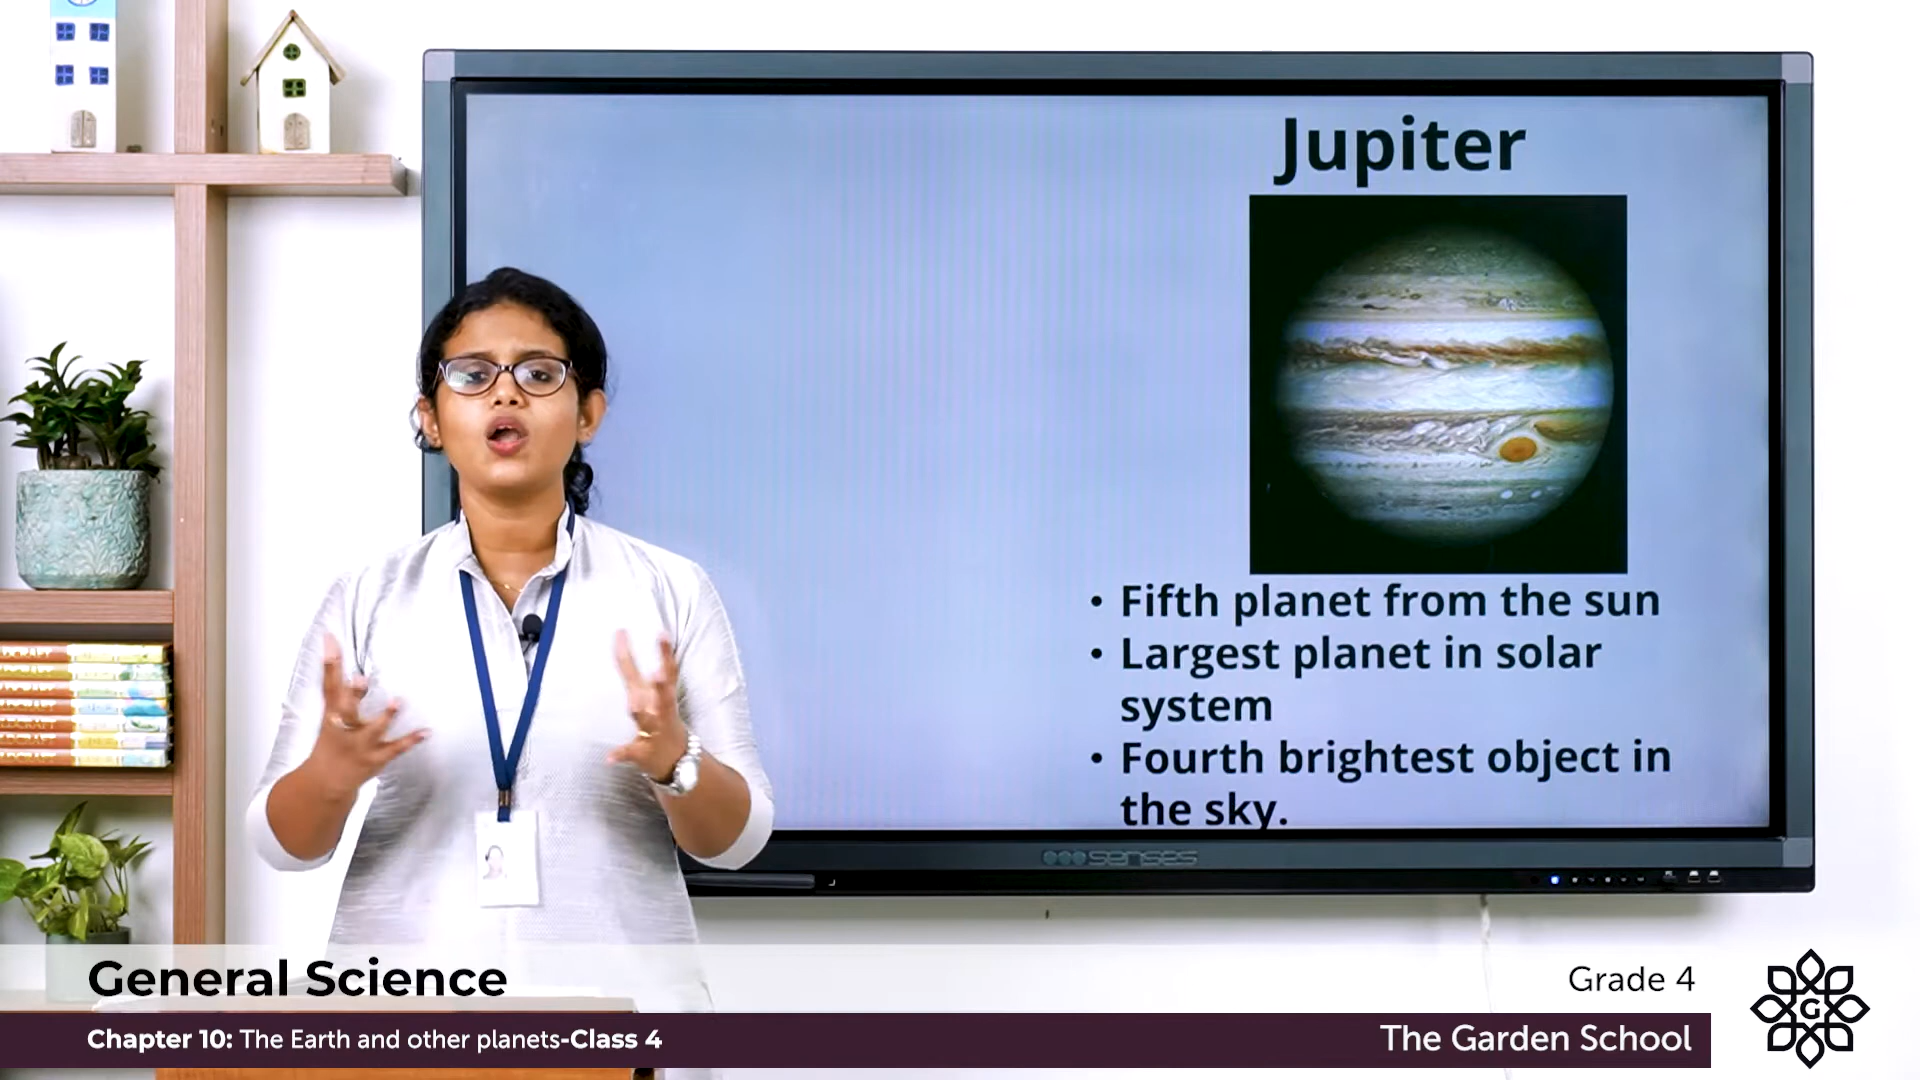 Jupiter
• Fifth planet from the sun
• Largest planet in solar
system
• Fourth brightest object in
the sky.
senses
General Science
Grade 4
Chapter 10: The Earth and other planets-Class 4
The Garden School
G